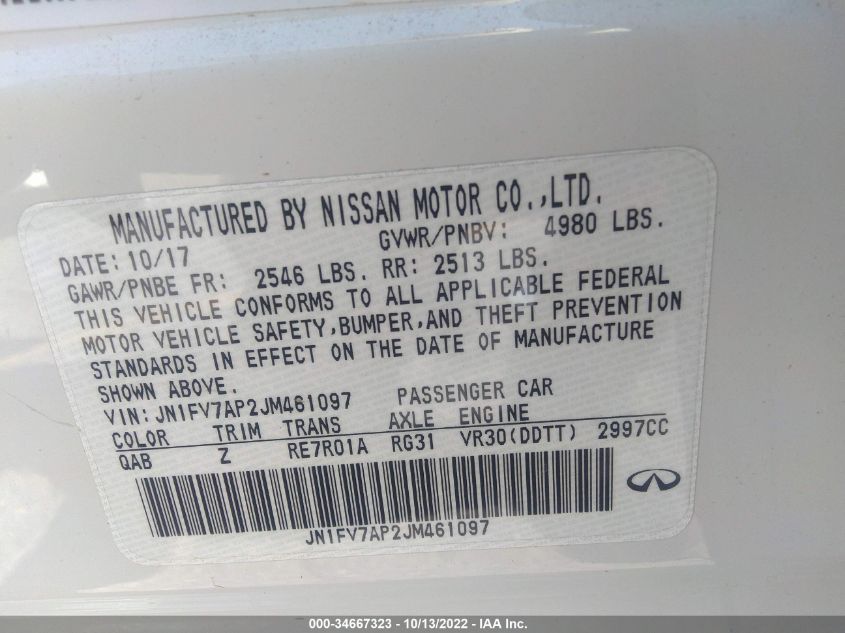 MANUFACTURED BY NISSAN MOTOR CO.,LTD.
DATE: 10/17 GVWR/PNBV: 4980 LBS.
GAWR/PNBE FR: 2546 LBS. RR: 2513 LBS.
THIS VEHICLE CONFORMS TO ALL APPLICABLE FEDERAL
MOTOR VEHICLE SAFETY,BUMPER,AND THEFT PREVENTION
STANDARDS IN EFFECT ON THE DATE OF MANUFACTURE
SHOWN ABOVE.
VIN: JN1FV7AP2JM461097 PASSENGER CAR
COLOR TRIM TRANS AXLE ENGINE
QAB Z RE7R01A RG31 VR30(DDTT) 2997CC
JN1FV7AP2JM461097
000-34667323 - 10/13/2022 - IAA Inc.